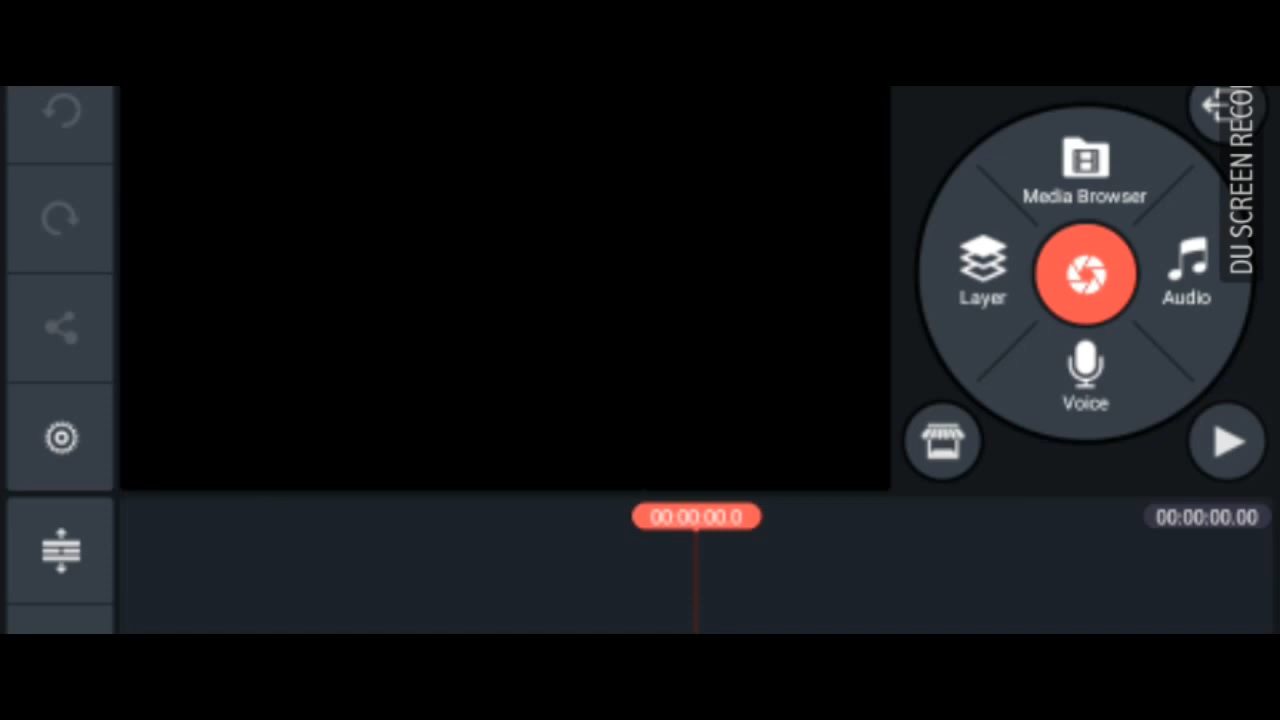 Media Browser
Layer
Audio
Voice
DU SCREEN RECO
00:00:00.0
00:00:00.00